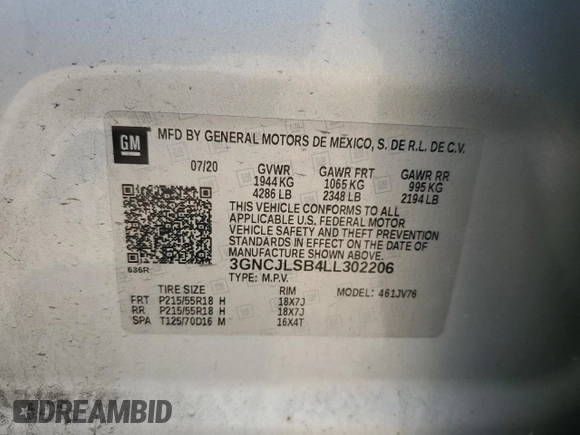 GM
MFD BY GENERAL MOTORS DE MEXICO, S. DE R.L. DE C.V.
07/20 GVWR GAWR FRT GAWR RR
1944 KG 1065 KG 995 KG
4286 LB 2348 LB 2194 LB
THIS VEHICLE CONFORMS TO ALL
APPLICABLE U.S. FEDERAL MOTOR
VEHICLE SAFETY AND THEFT
PREVENTION STANDARDS IN EFFECT
ON THE DATE OF MANUFACTURE
SHOWN ABOVE.
636R 3GNCJLSB4LL302206
TYPE: M.P.V.
TIRE SIZE RIM MODEL: 461JV76
FRT P215/55R18 H 18X7J
RR P215/55R18 H 18X7J
SPA T125/70D16 M 16X4T
DREAMBID